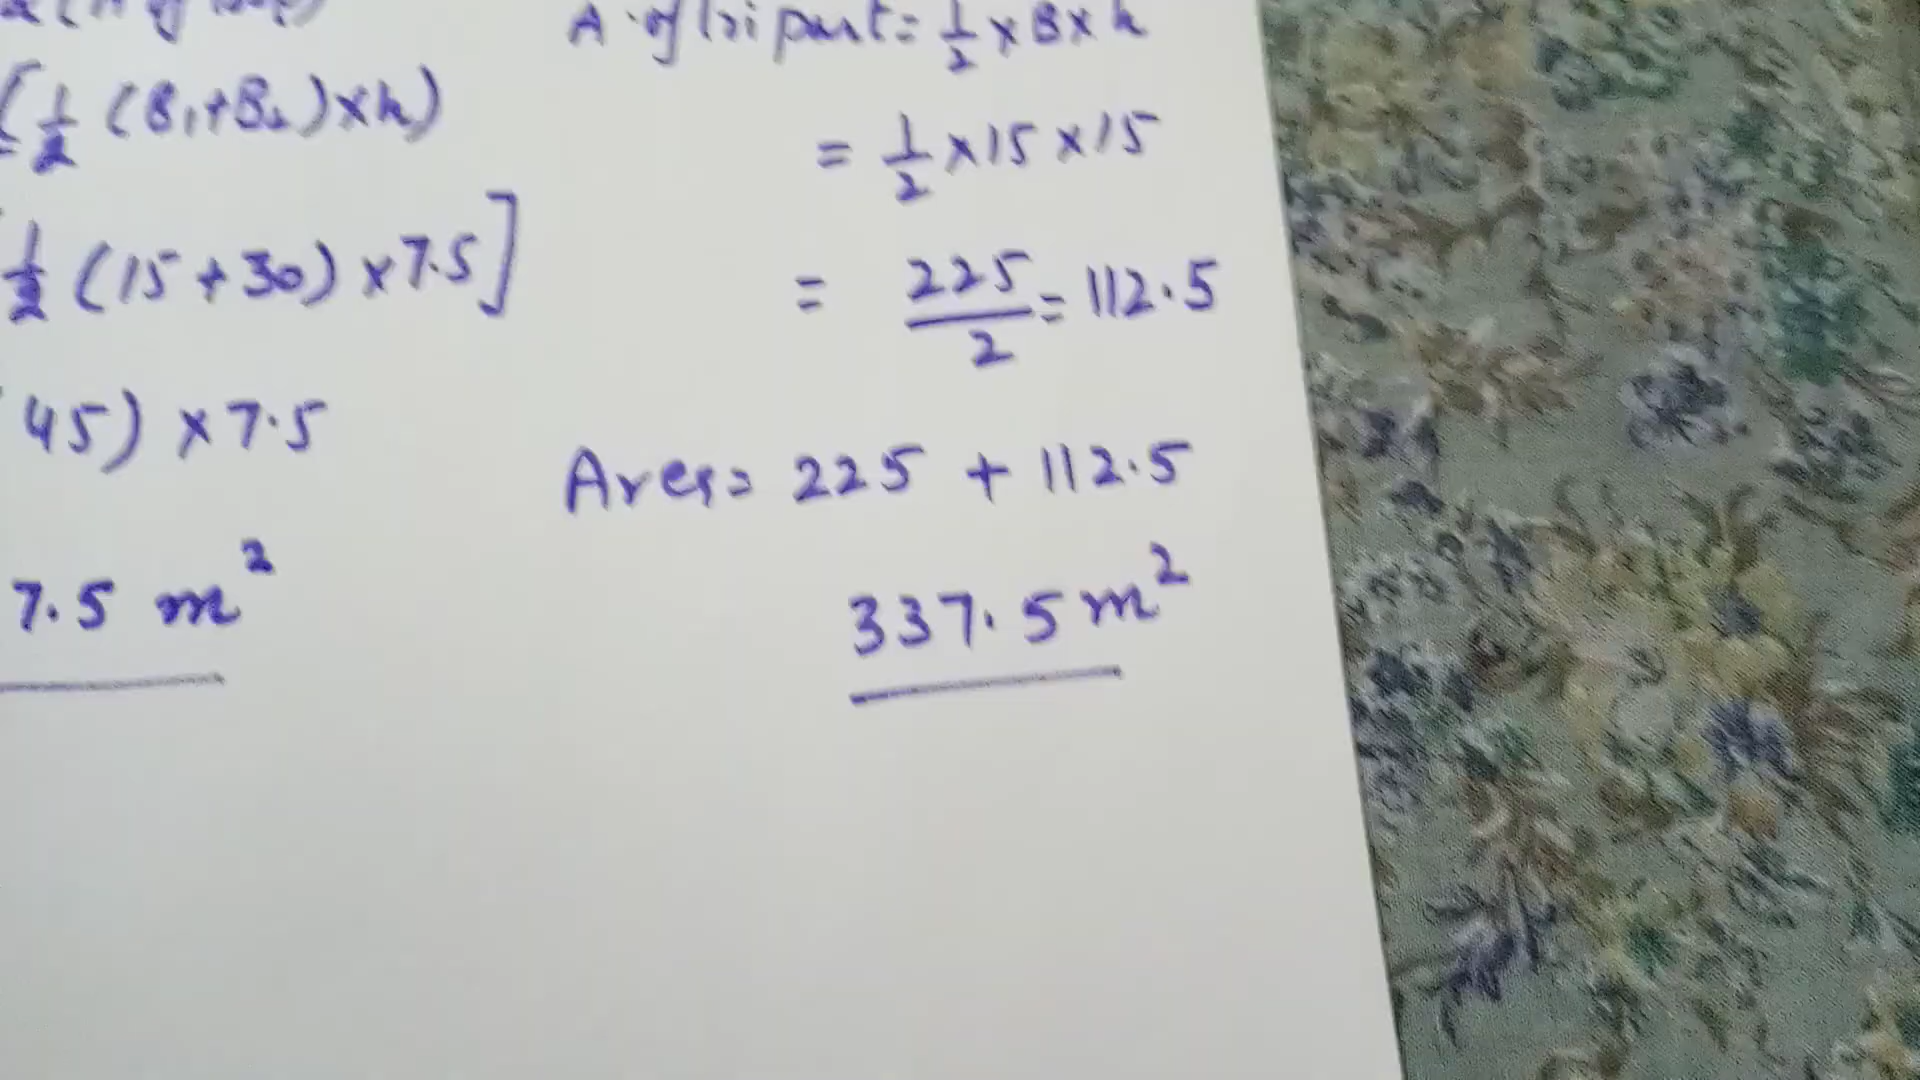 A. of tri part = 1/2 × B × h
[1/2 (B₁+B₂) × h)
= 1/2 × 15 × 15
1/2 (15 + 30) × 7.5]
= 225/2 = 112.5
45) × 7.5
Area = 225 + 112.5
7.5 m²
337.5 m²